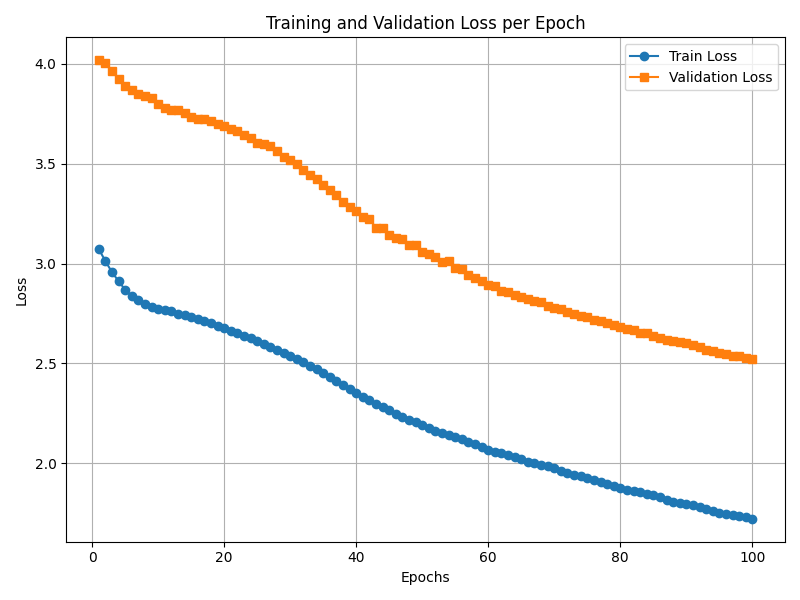 Training and Validation Loss per Epoch
Train Loss
Validation Loss
4.0
3.5
3.0
2.5
2.0
Loss
0 20 40 60 80 100
Epochs